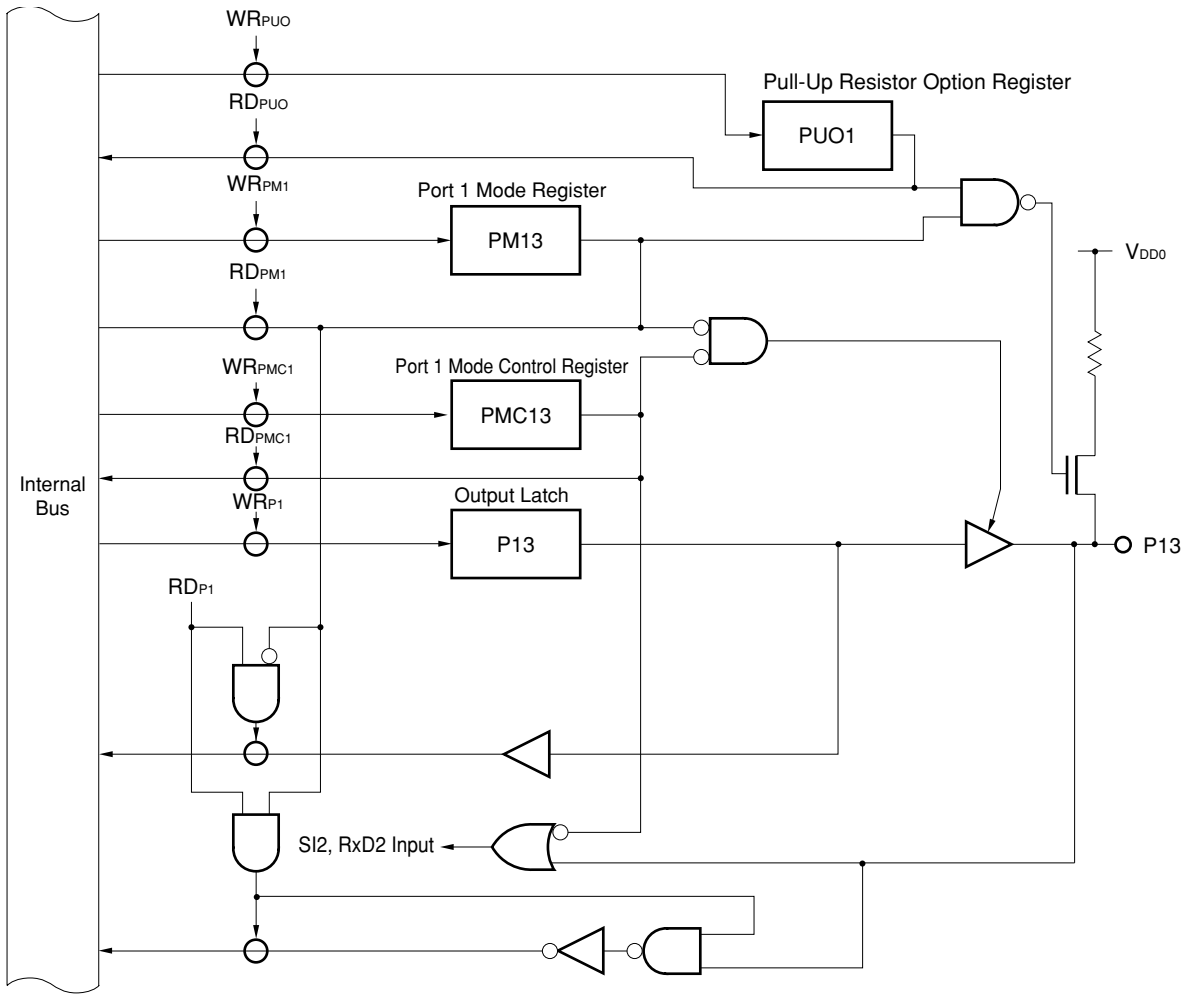 WRPUO
RDPUO
Pull-Up Resistor Option Register
PUO1
WRPM1
Port 1 Mode Register
PM13
RDPM1
VDD0
WRPMC1
Port 1 Mode Control Register
PMC13
RDPMC1
Internal
Bus
WRP1
Output Latch
P13
P13
RDP1
SI2, RxD2 Input